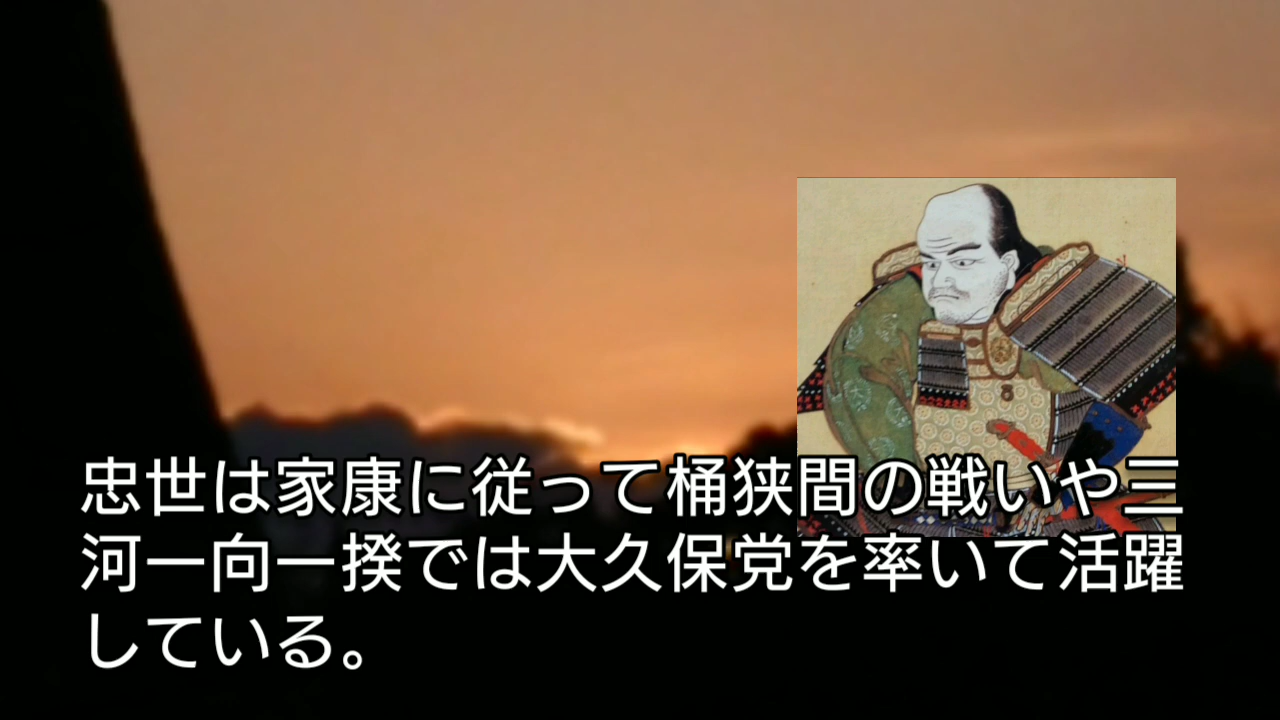 忠世は家康に従って桶狭間の戦いや三
河一向一揆では大久保党を率いて活躍
している。